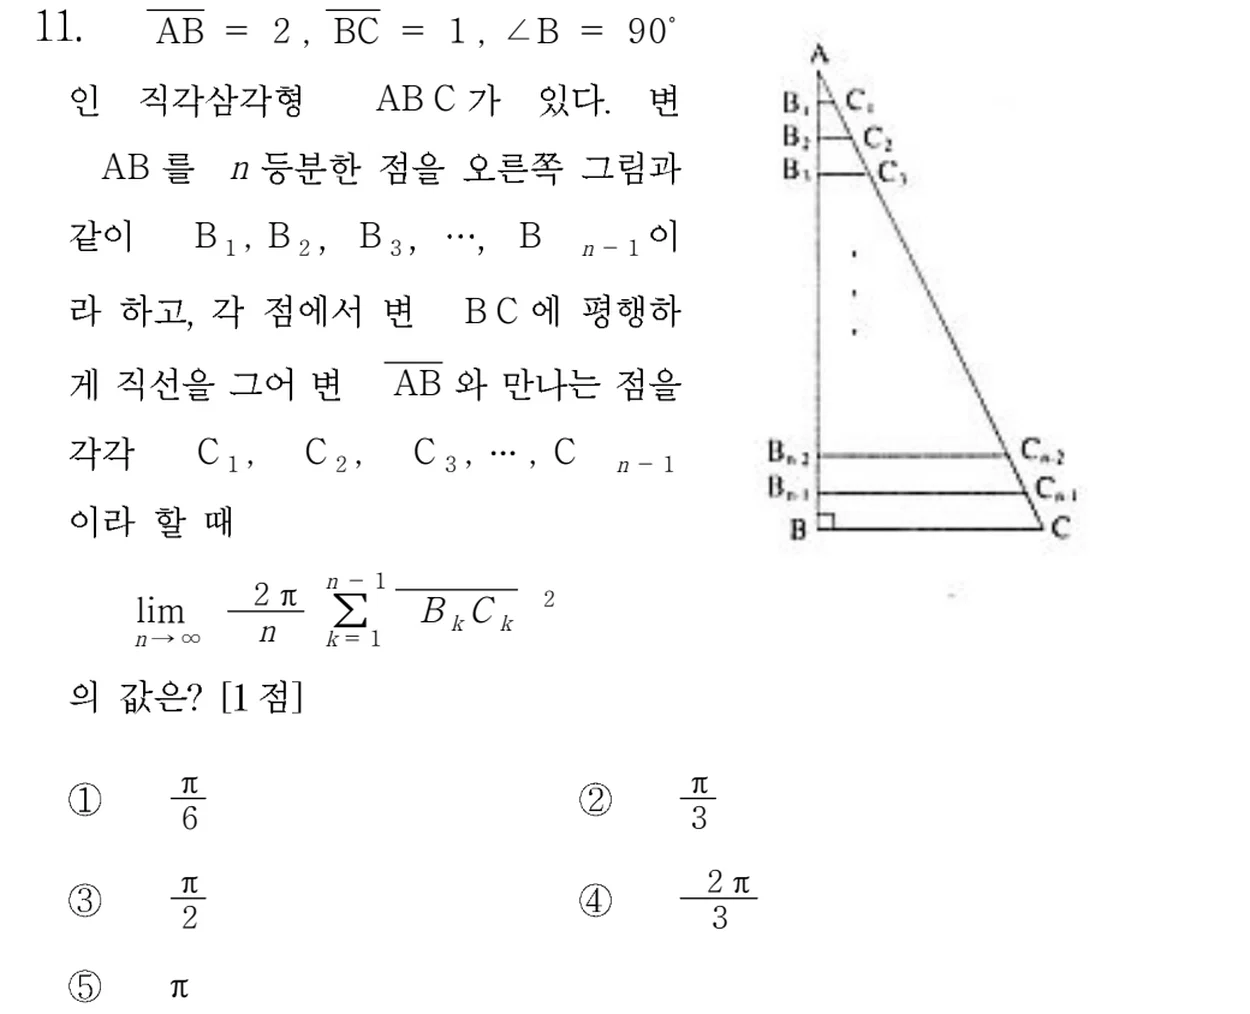 11. AB = 2, BC = 1, ∠B = 90°
인 직각삼각형 ABC가 있다. 변
AB를 n등분한 점을 오른쪽 그림과
같이 B₁, B₂, B₃, …, B n-1이
라 하고, 각 점에서 변 BC에 평행하
게 직선을 그어 변 AB와 만나는 점을
각각 C₁, C₂, C₃, …, C n-1
이라 할 때
lim n→∞ 2π/n n-1 ∑ k=1 BₖCₖ ²
의 값은? [1점]
① π/6 ② π/3
③ π/2 ④ 2π/3
⑤ π
A
B₁ C₁
B₂ C₂
B₃ C₃
Bn-2 Cn-2
Bn-1 Cn-1
B C